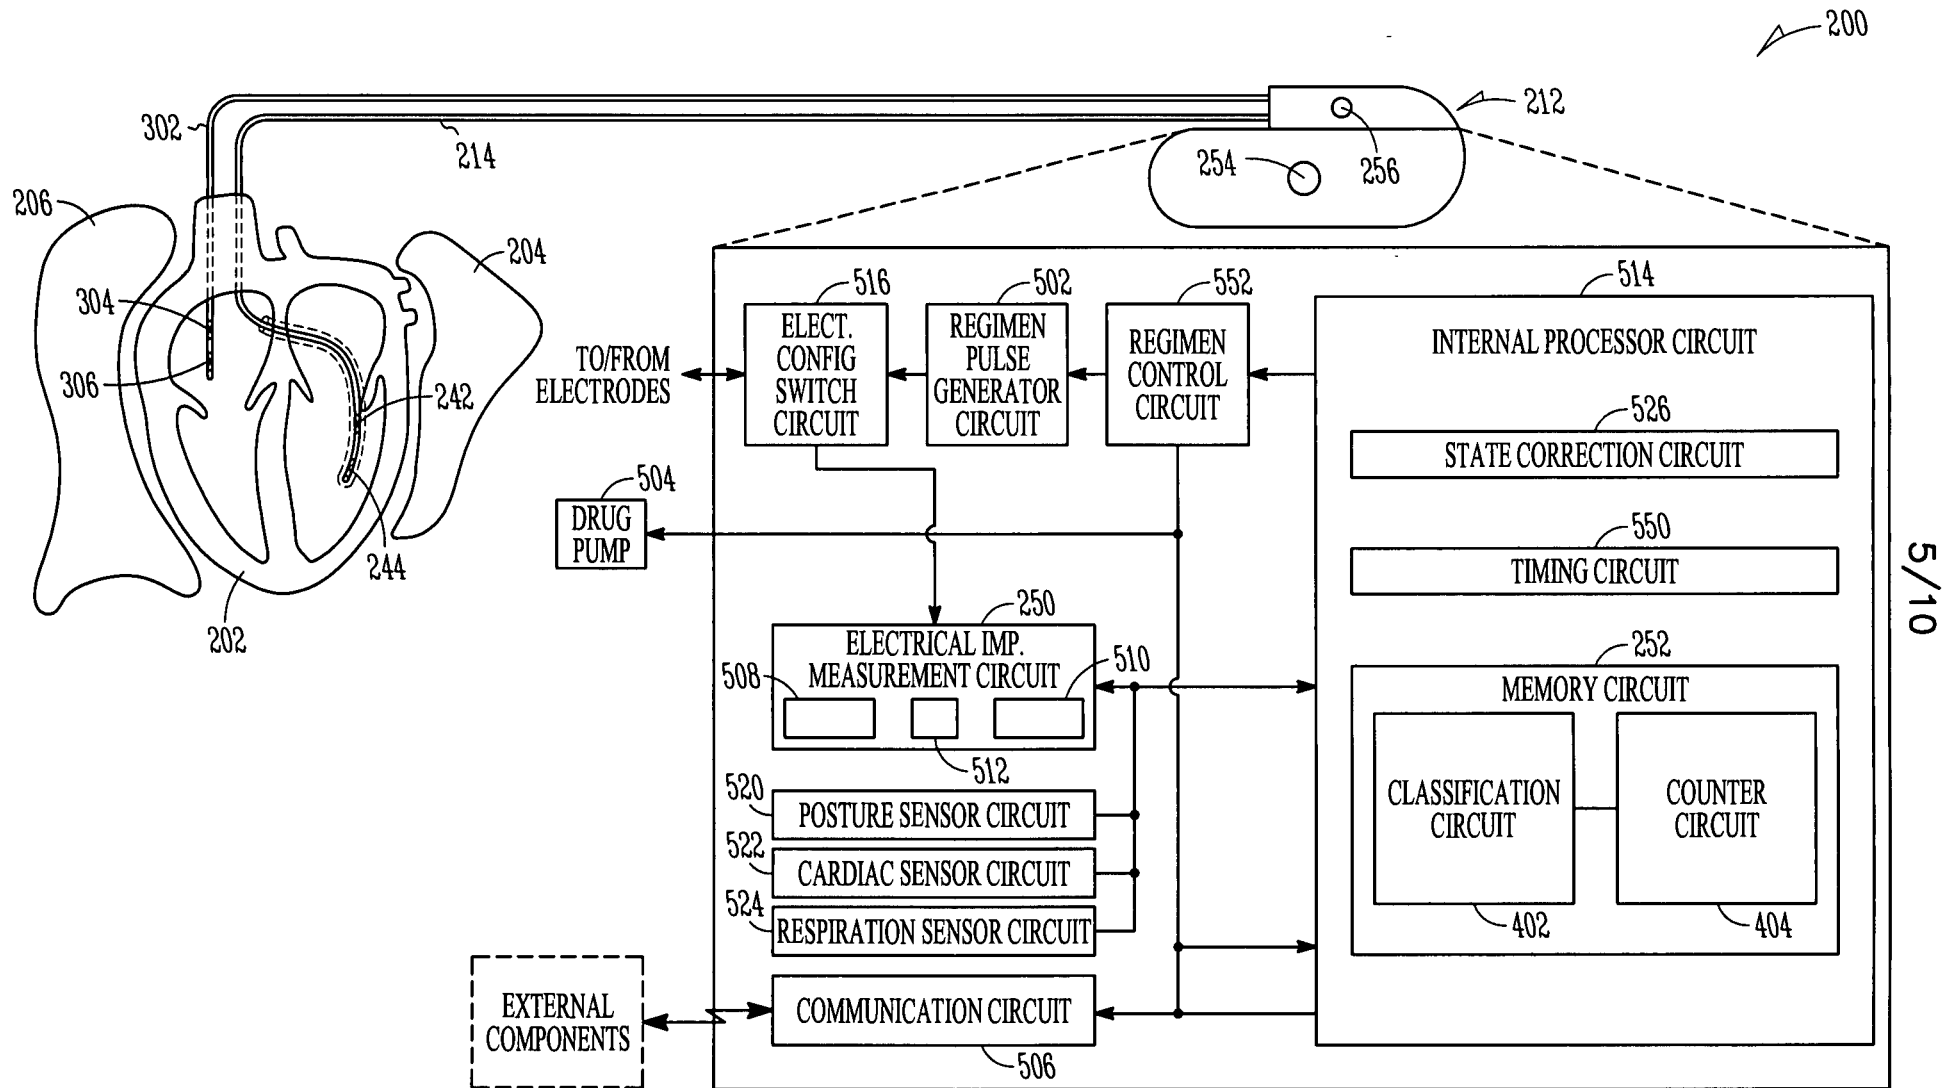 200
302
214
212
254
256
206
204
304
306
242
244
202
516
502
552
514
TO/FROM
ELECTRODES
ELECT.
CONFIG
SWITCH
CIRCUIT
REGIMEN
PULSE
GENERATOR
CIRCUIT
REGIMEN
CONTROL
CIRCUIT
INTERNAL PROCESSOR CIRCUIT
526
STATE CORRECTION CIRCUIT
504
DRUG
PUMP
550
TIMING CIRCUIT
5/10
250
ELECTRICAL IMP.
MEASUREMENT CIRCUIT
508
510
512
252
MEMORY CIRCUIT
CLASSIFICATION
CIRCUIT
COUNTER
CIRCUIT
402
404
520
POSTURE SENSOR CIRCUIT
522
CARDIAC SENSOR CIRCUIT
524
RESPIRATION SENSOR CIRCUIT
EXTERNAL
COMPONENTS
COMMUNICATION CIRCUIT
506